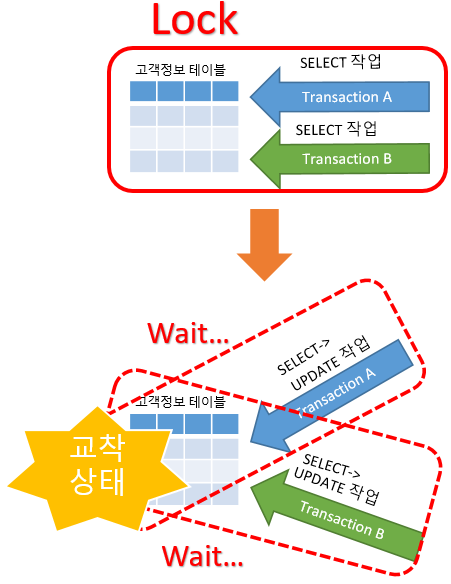 Lock
SELECT 작업
고객정보 테이블
Transaction A
SELECT 작업
Transaction B
Wait...
SELECT->
UPDATE 작업
Transaction A
고객정보 테이블
교착
상태
SELECT->
UPDATE 작업
Transaction B
Wait...